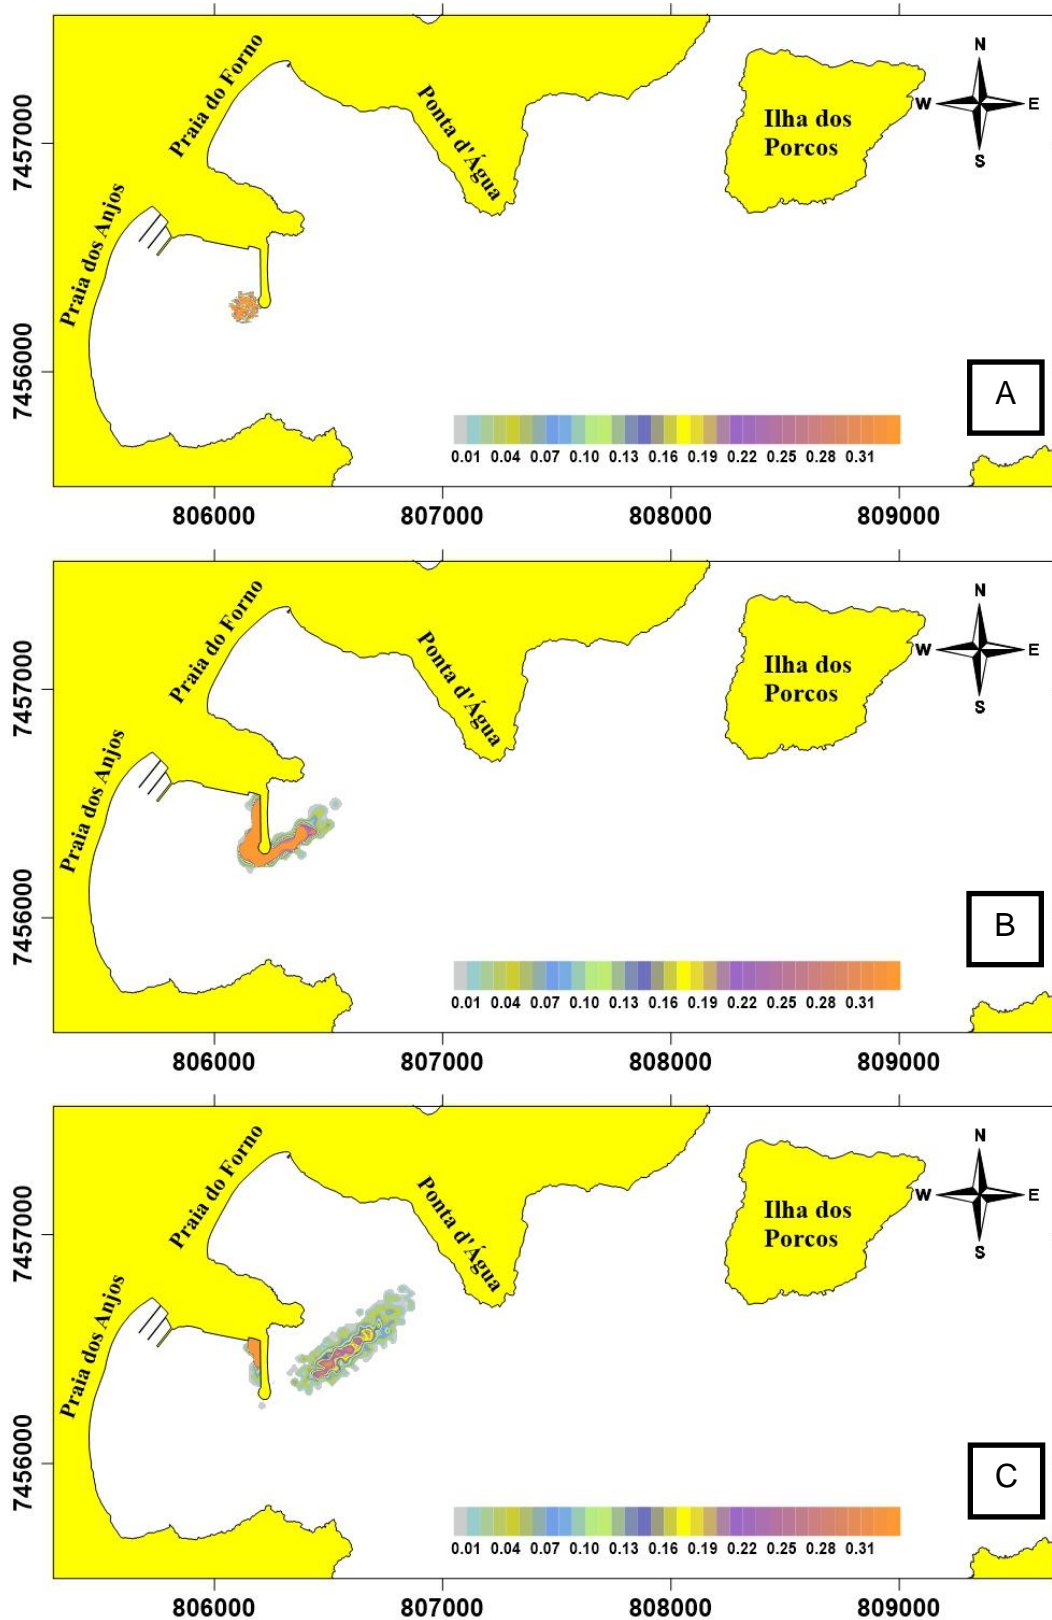 Praia do Forno
Ponta d'Água
Ilha dos
Porcos
N
W
E
S
Praia dos Anjos
7457000
7456000
A
0.01 0.04 0.07 0.10 0.13 0.16 0.19 0.22 0.25 0.28 0.31
806000 807000 808000 809000
Praia do Forno
Ponta d'Água
Ilha dos
Porcos
N
W
E
S
Praia dos Anjos
7457000
7456000
B
0.01 0.04 0.07 0.10 0.13 0.16 0.19 0.22 0.25 0.28 0.31
806000 807000 808000 809000
Praia do Forno
Ponta d'Água
Ilha dos
Porcos
N
W
E
S
Praia dos Anjos
7457000
7456000
C
0.01 0.04 0.07 0.10 0.13 0.16 0.19 0.22 0.25 0.28 0.31
806000 807000 808000 809000